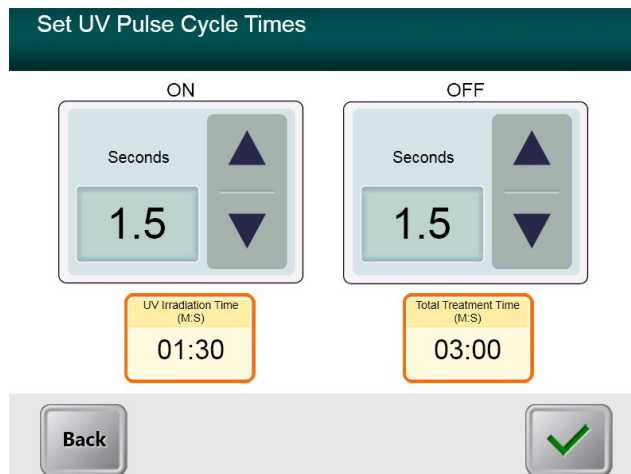 Set UV Pulse Cycle Times
ON
OFF
Seconds
1.5
Seconds
1.5
UV Irradiation Time
(M:S)
01:30
Total Treatment Time
(M:S)
03:00
Back